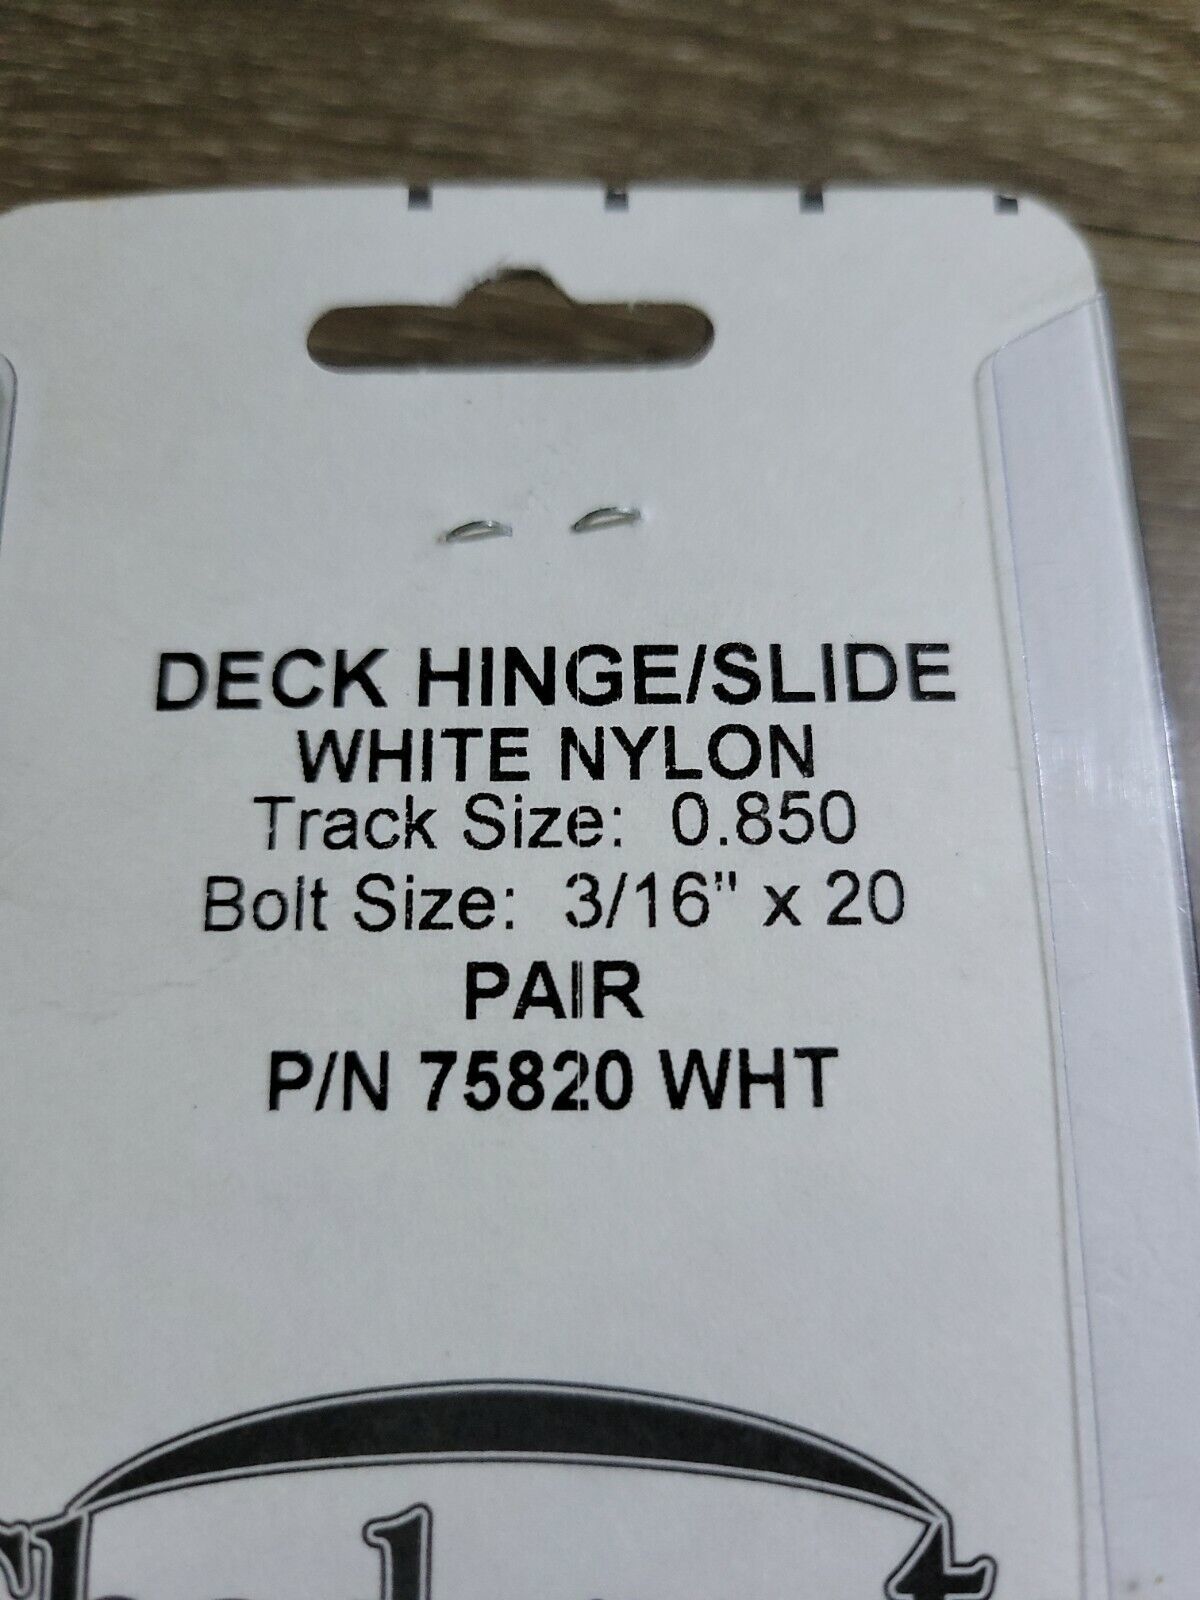 DECK HINGE/SLIDE
WHITE NYLON
Track Size: 0.850
Bolt Size: 3/16" x 20
PAIR
P/N 75820 WHT